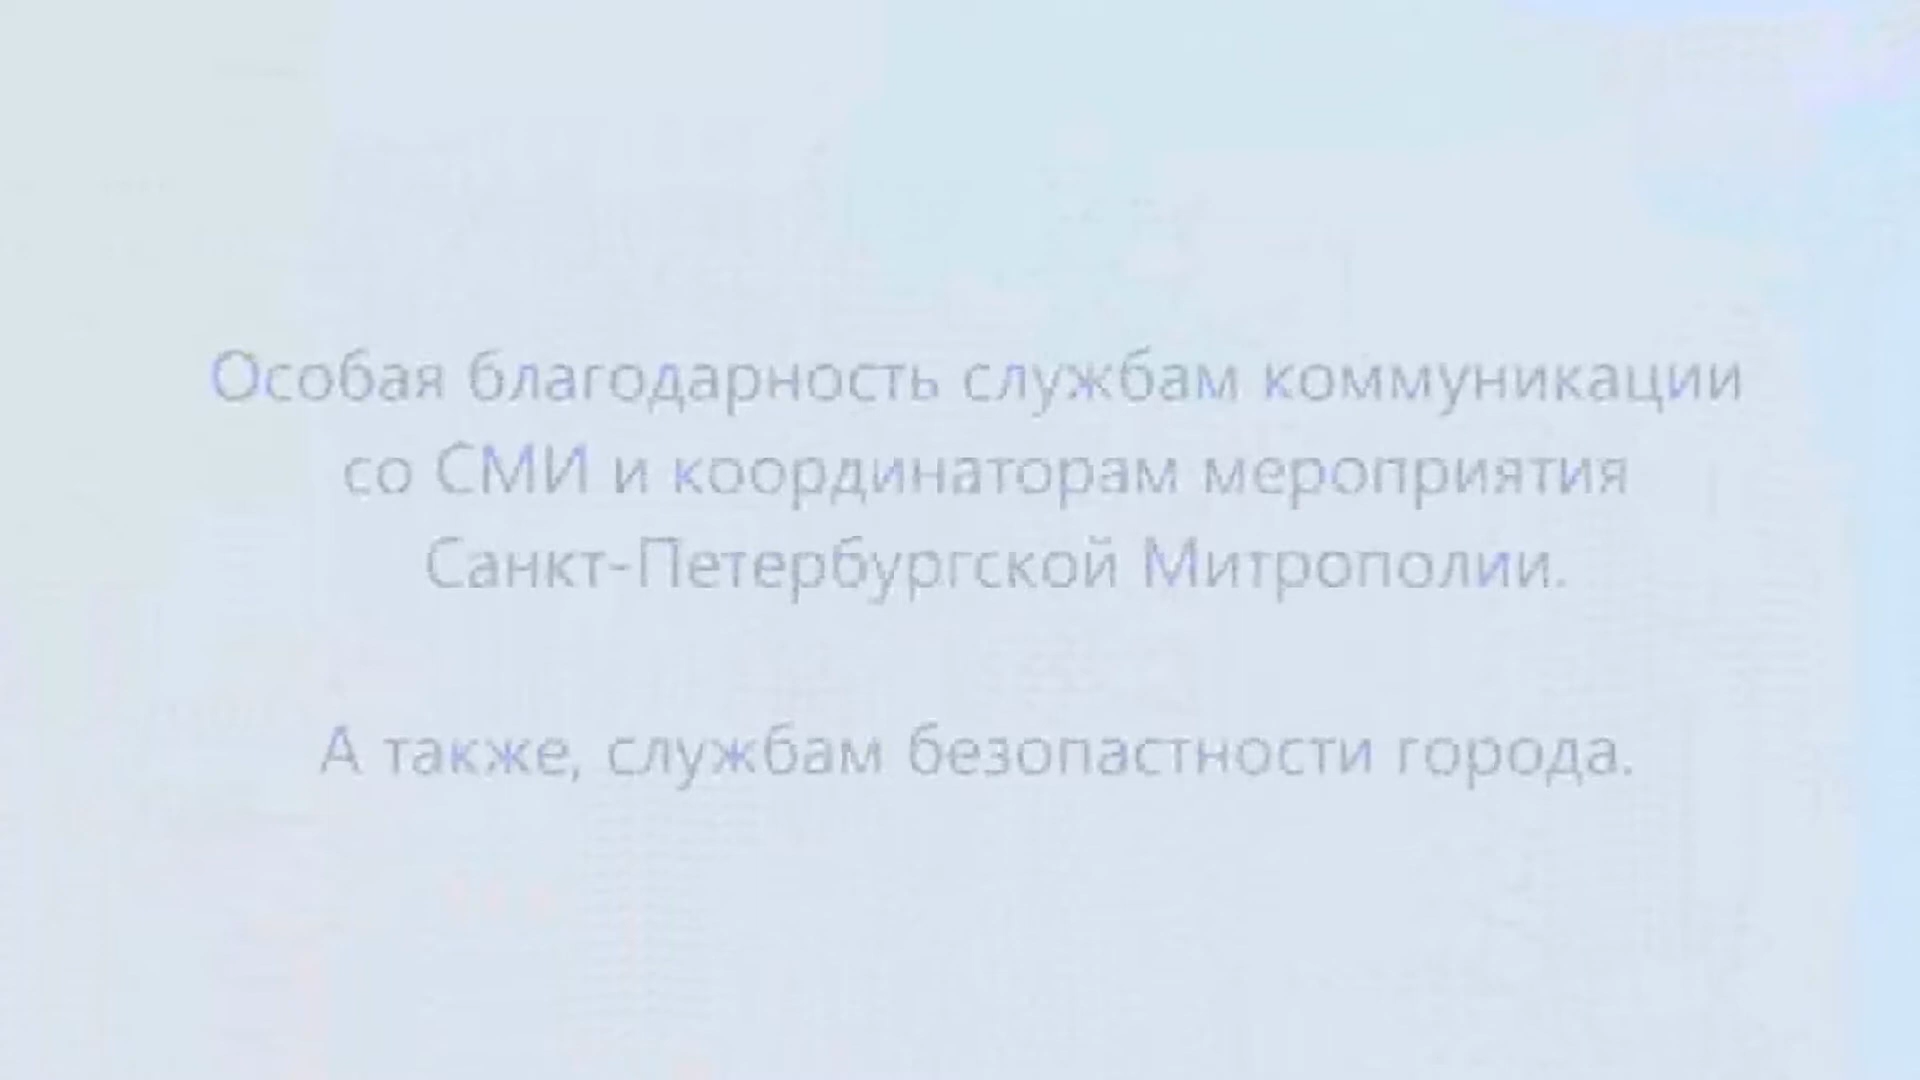 Особая благодарность службам коммуникации
со СМИ и координаторам мероприятия
Санкт-Петербургской Митрополии.
А также, службам безопастности города.